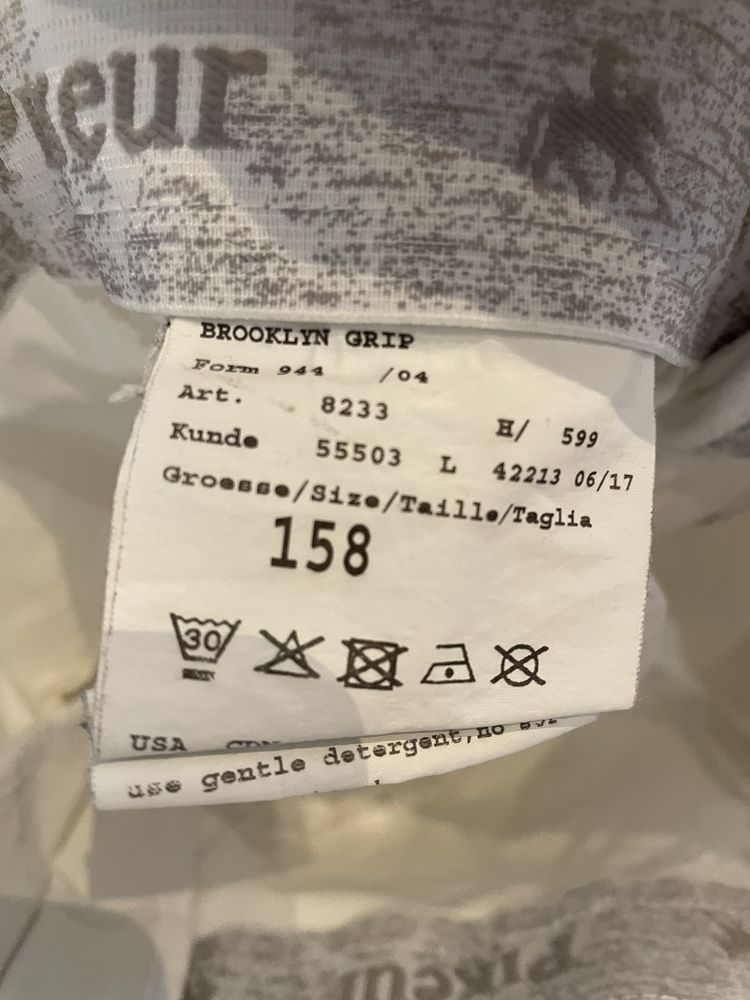 BROOKLYN GRIP
Form 944 /04
Art. 8233 H/ 599
Kunde 55503 L 42213 06/17
Groesse/Size/Taille/Taglia
158
30
USA
use gentle detergent, no
Pikeur